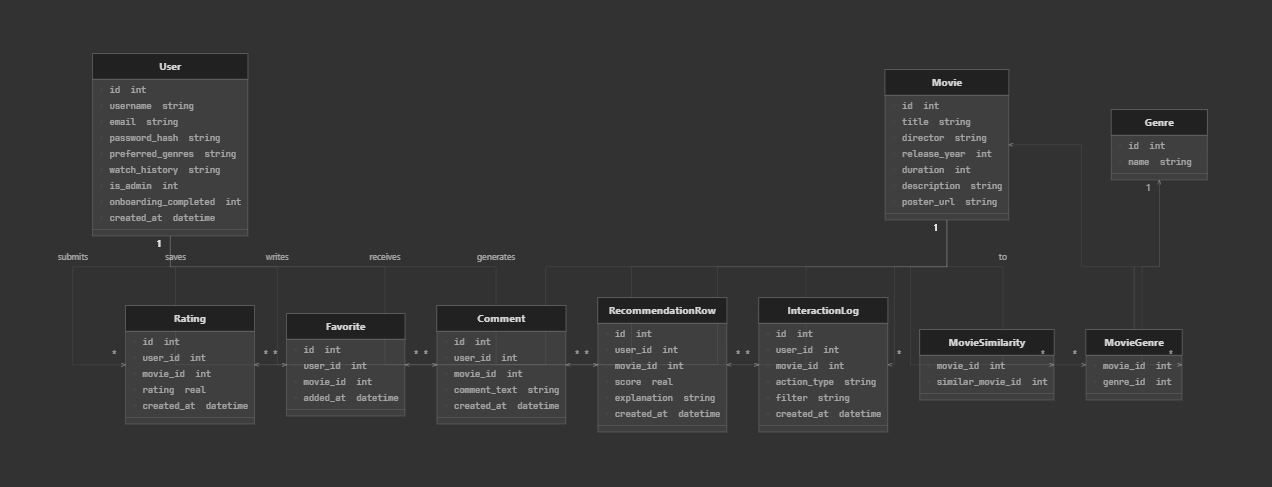 User
id int
username string
email string
password_hash string
preferred_genres string
watch_history string
is_admin int
onboarding_completed int
created_at datetime
1
Movie
id int
title string
director string
release_year int
duration int
description string
poster_url string
1
Genre
id int
name string
1
submits
saves
writes
receives
generates
to
Rating
id int
user_id int
movie_id int
rating real
created_at datetime
*
* *
Favorite
id int
user_id int
movie_id int
added_at datetime
* *
Comment
id int
user_id int
movie_id int
comment_text string
created_at datetime
* *
RecommendationRow
id int
user_id int
movie_id int
score real
explanation string
created_at datetime
* *
InteractionLog
id int
user_id int
movie_id int
action_type string
filter string
created_at datetime
*
MovieSimilarity
*
movie_id int
similar_movie_id int
*
MovieGenre
*
movie_id int
genre_id int